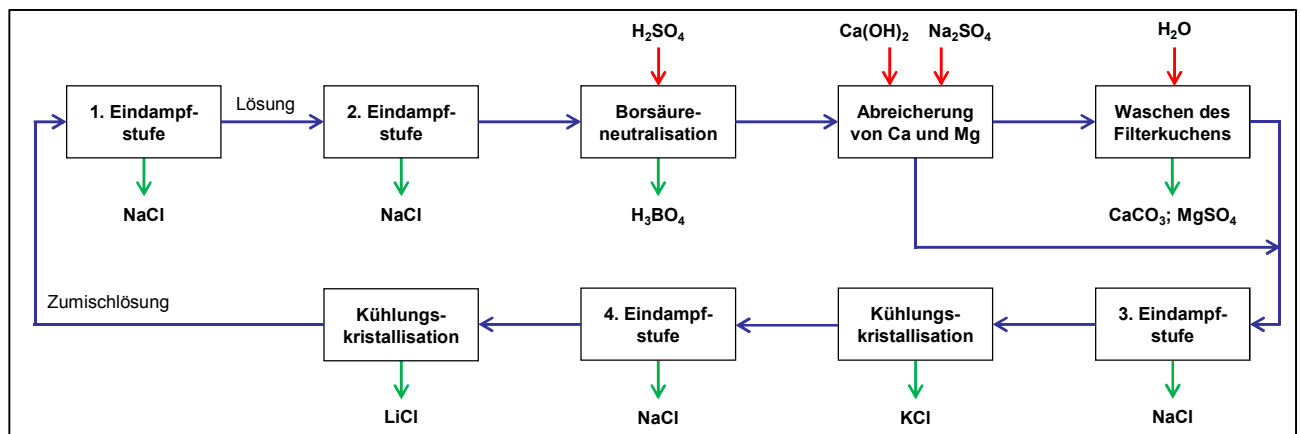 H₂SO₄
Ca(OH)₂
Na₂SO₄
H₂O
1. Eindampf-
stufe
Lösung
2. Eindampf-
stufe
Borsäure-
neutralisation
Abreicherung
von Ca und Mg
Waschen des
Filterkuchens
NaCl
NaCl
H₃BO₄
CaCO₃; MgSO₄
Zumischlösung
Kühlungs-
kristallisation
4. Eindampf-
stufe
Kühlungs-
kristallisation
3. Eindampf-
stufe
LiCl
NaCl
KCl
NaCl